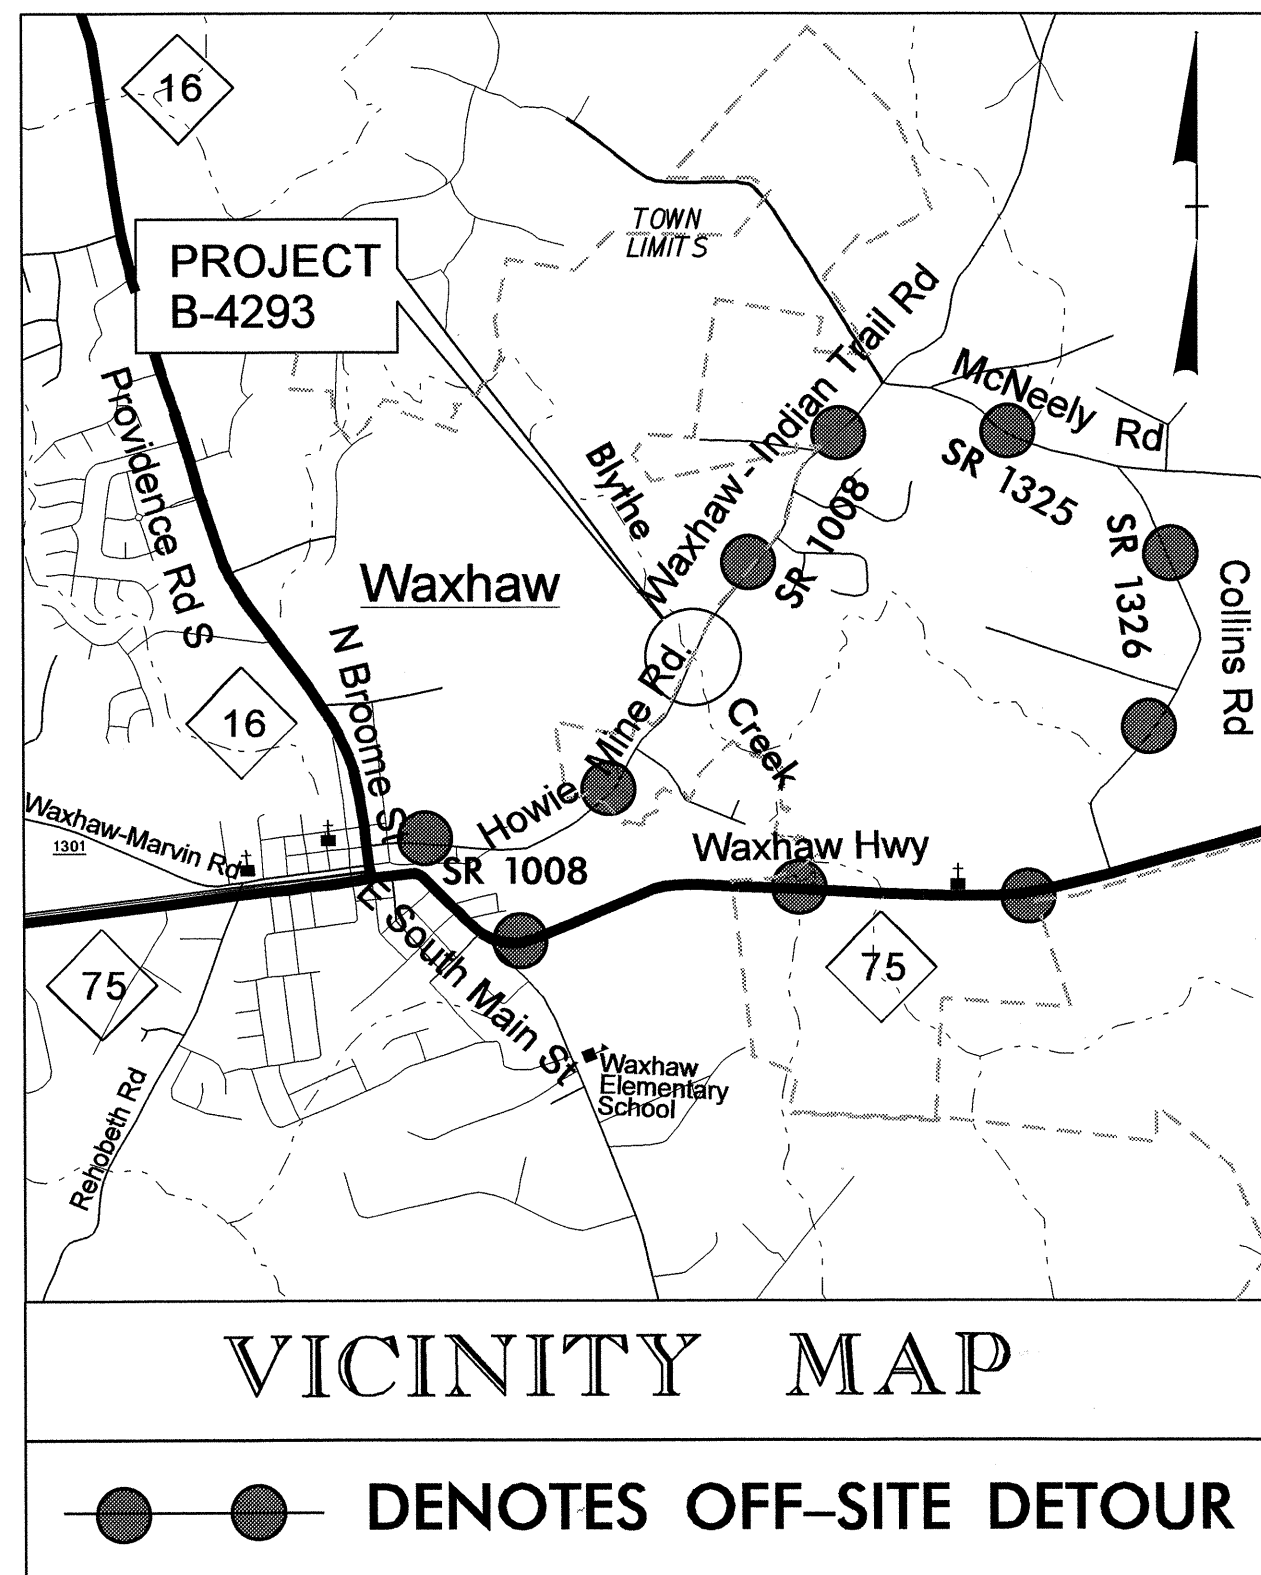 16
TOWN
LIMITS
PROJECT
B-4293
Waxhaw - Indian Trail Rd
McNeely Rd
SR 1325
Providence Rd S
Blythe
SR 1008
SR 1326
Collins Rd
Waxhaw
N Broome St
16
Howie Mine Rd.
Creek
Waxhaw-Marvin Rd
1301
Waxhaw Hwy
SR 1008
E South Main St
75
75
Waxhaw
Elementary
School
Rehobeth Rd
VICINITY MAP
DENOTES OFF-SITE DETOUR